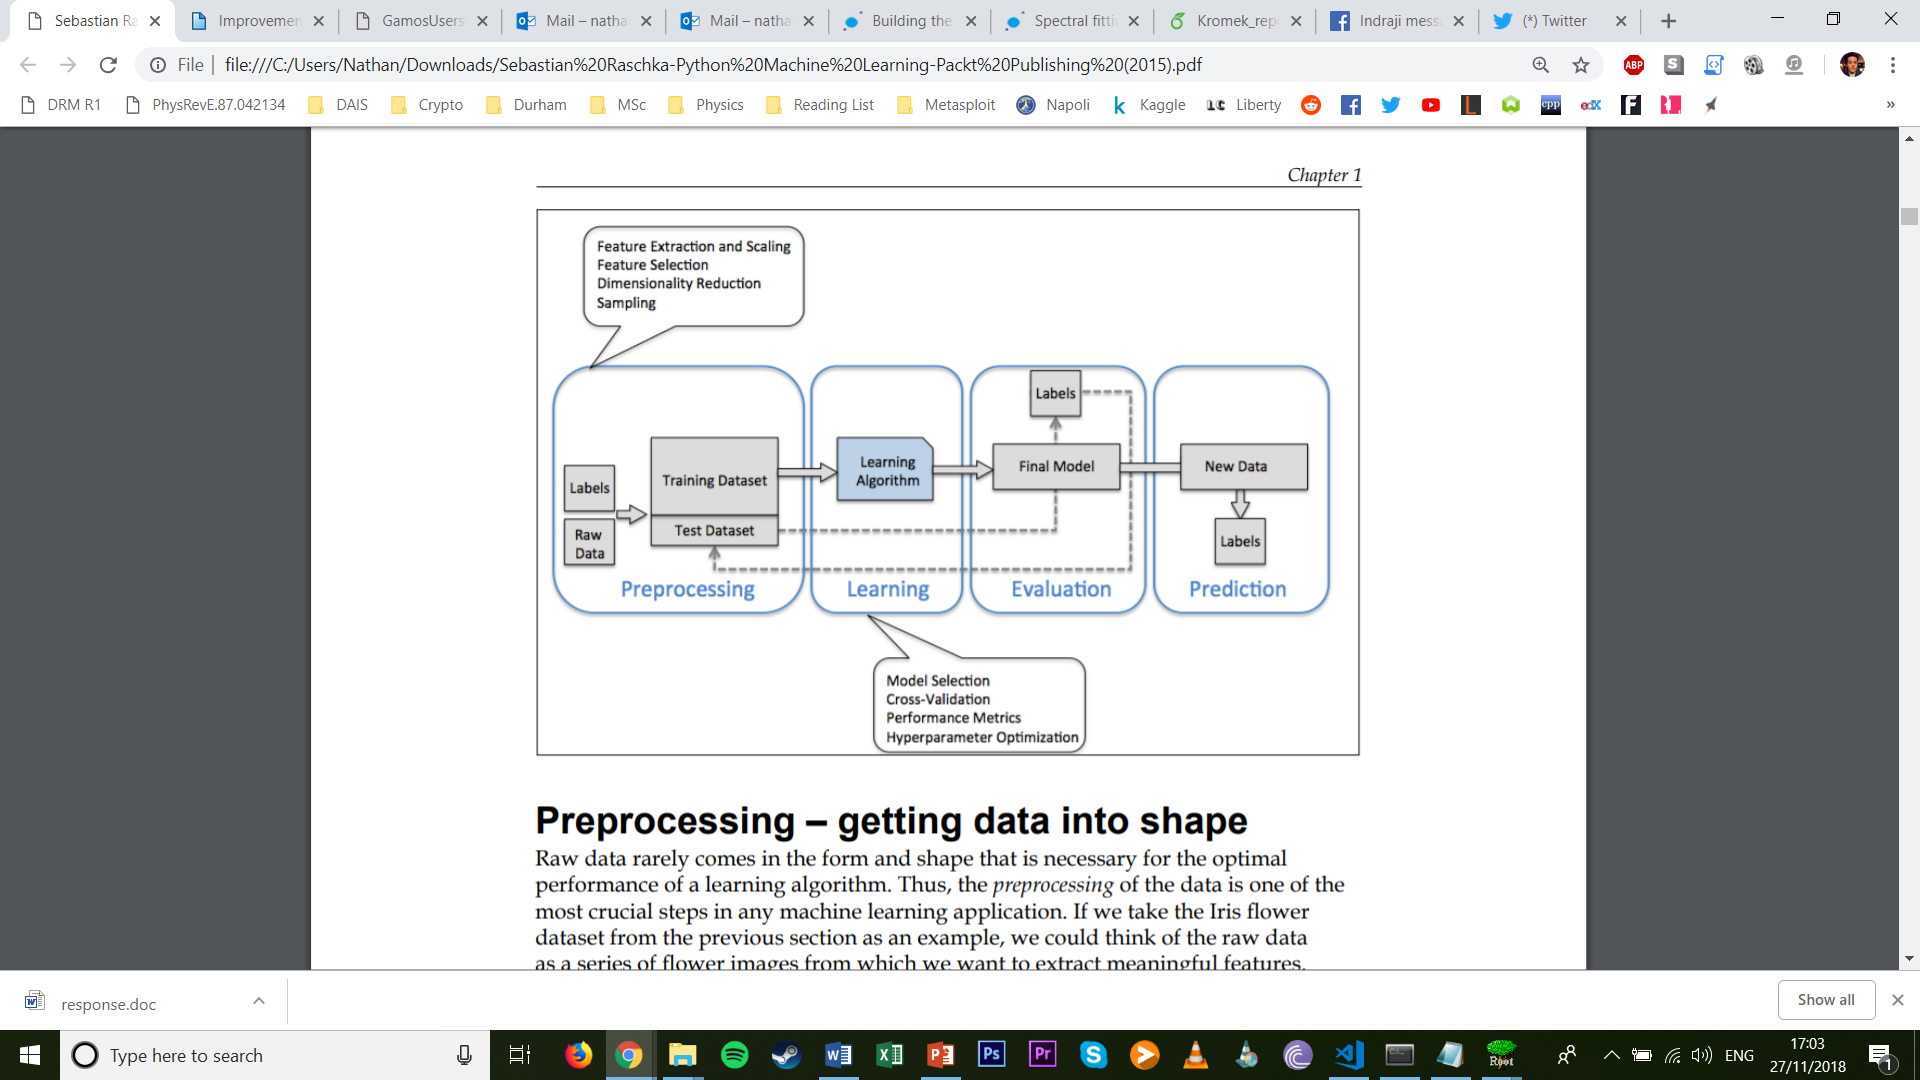 Sebastian Ra
Improvemen
GamosUsers
Mail – natha
Mail – natha
Building the
Spectral fitti
Kromek_rep
Indraji mess
(*) Twitter
File
file:///C:/Users/Nathan/Downloads/Sebastian%20Raschka-Python%20Machine%20Learning-Packt%20Publishing%20(2015).pdf
ABP
S
DRM R1
PhysRevE.87.042134
DAIS
Crypto
Durham
MSc
Physics
Reading List
Metasploit
Napoli
k Kaggle
LC Liberty
cpp
edX
F
»
Chapter 1
Feature Extraction and Scaling
Feature Selection
Dimensionality Reduction
Sampling
Labels
Raw
Data
Training Dataset
Test Dataset
Preprocessing
Learning
Algorithm
Learning
Labels
Final Model
Evaluation
New Data
Labels
Prediction
Model Selection
Cross-Validation
Performance Metrics
Hyperparameter Optimization
Preprocessing – getting data into shape
Raw data rarely comes in the form and shape that is necessary for the optimal
performance of a learning algorithm. Thus, the preprocessing of the data is one of the
most crucial steps in any machine learning application. If we take the Iris flower
dataset from the previous section as an example, we could think of the raw data
as a series of flower images from which we want to extract meaningful features.
response.doc
Show all
Type here to search
Ps
Pr
ENG
17:03
27/11/2018
1